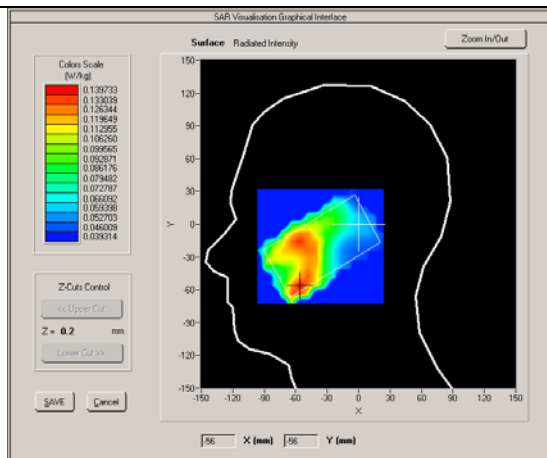 SAR Visualisation Graphical Interface
Surface Radiated Intensity
Zoom In/Out
Colors Scale
(W/kg)
0.139733
0.133039
0.126344
0.119649
0.112955
0.106260
0.099565
0.092871
0.086176
0.079482
0.072787
0.066092
0.059398
0.052703
0.046009
0.039314
150
120
90
60
30
0
-30
-60
-90
-120
-150
Y
-150 -120 -90 -60 -30 0 30 60 90 120 150
X
Z-Cuts Control
<< Upper Cut
Z = 0.2 mm
Lower Cut >>
SAVE Cancel
-56 X (mm) -56 Y (mm)